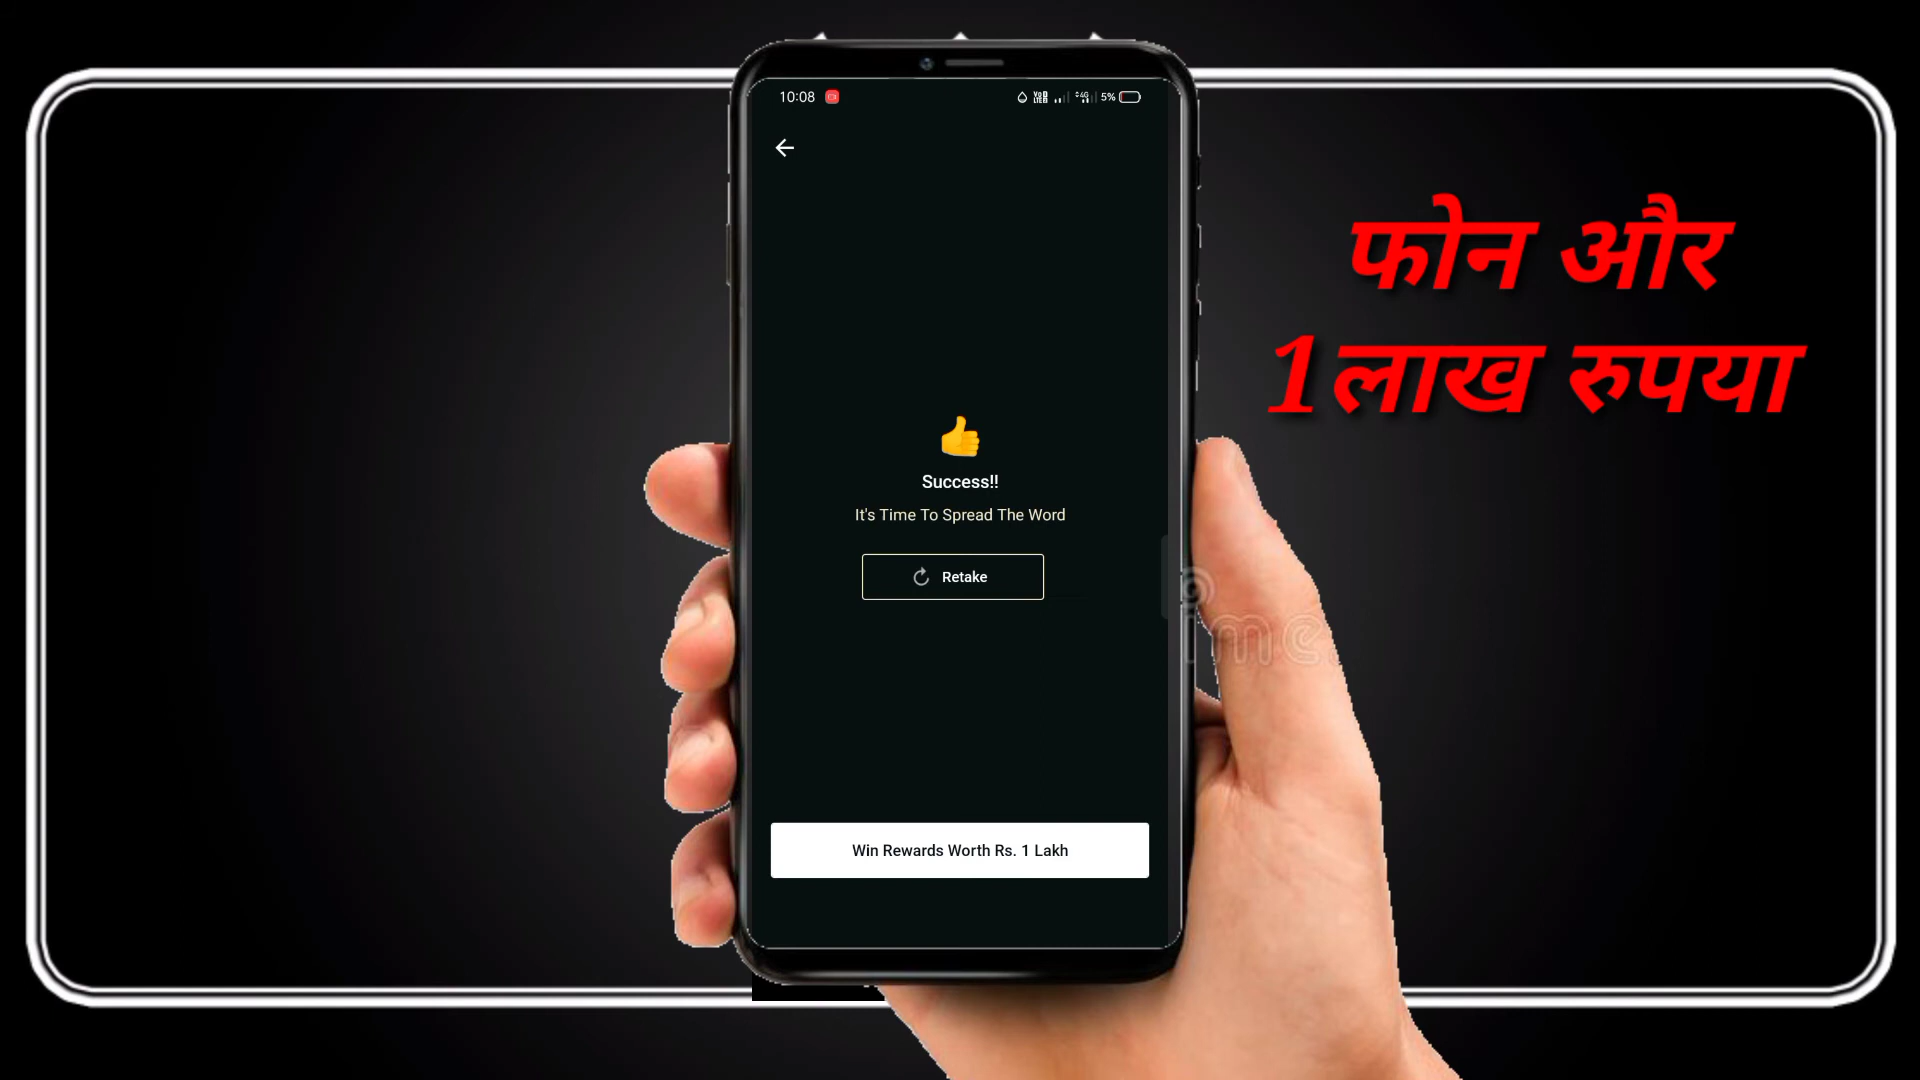 10:08
5%
फोन और
1लाख रुपया
Success!!
It's Time To Spread The Word
Retake
Win Rewards Worth Rs. 1 Lakh